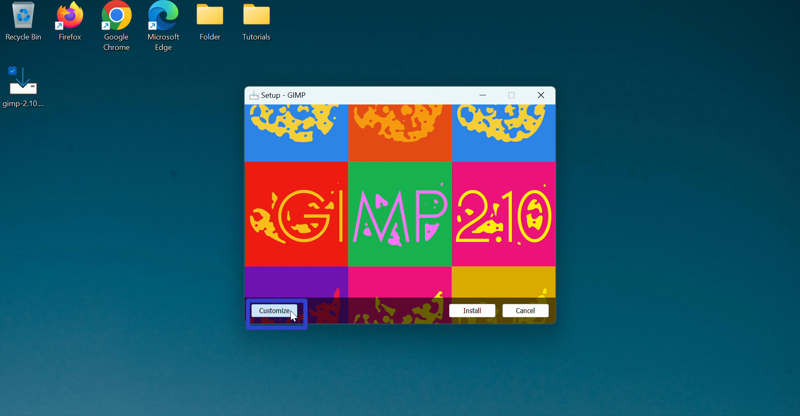 Recycle Bin
Firefox
Google
Chrome
Microsoft
Edge
Folder
Tutorials
gimp-2.10....
Setup - GIMP
GIMP 2.10
Customize
Install
Cancel